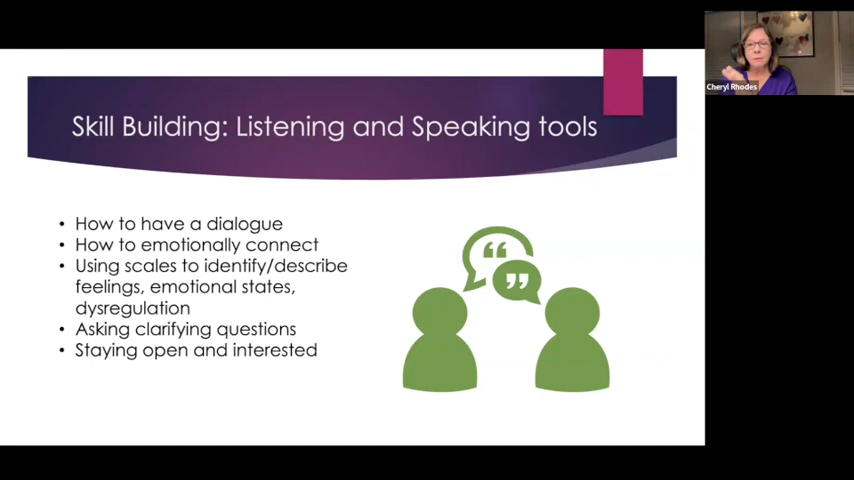 Skill Building: Listening and Speaking tools
• How to have a dialogue
• How to emotionally connect
• Using scales to identify/describe
feelings, emotional states,
dysregulation
• Asking clarifying questions
• Staying open and interested
Cheryl Rhodes